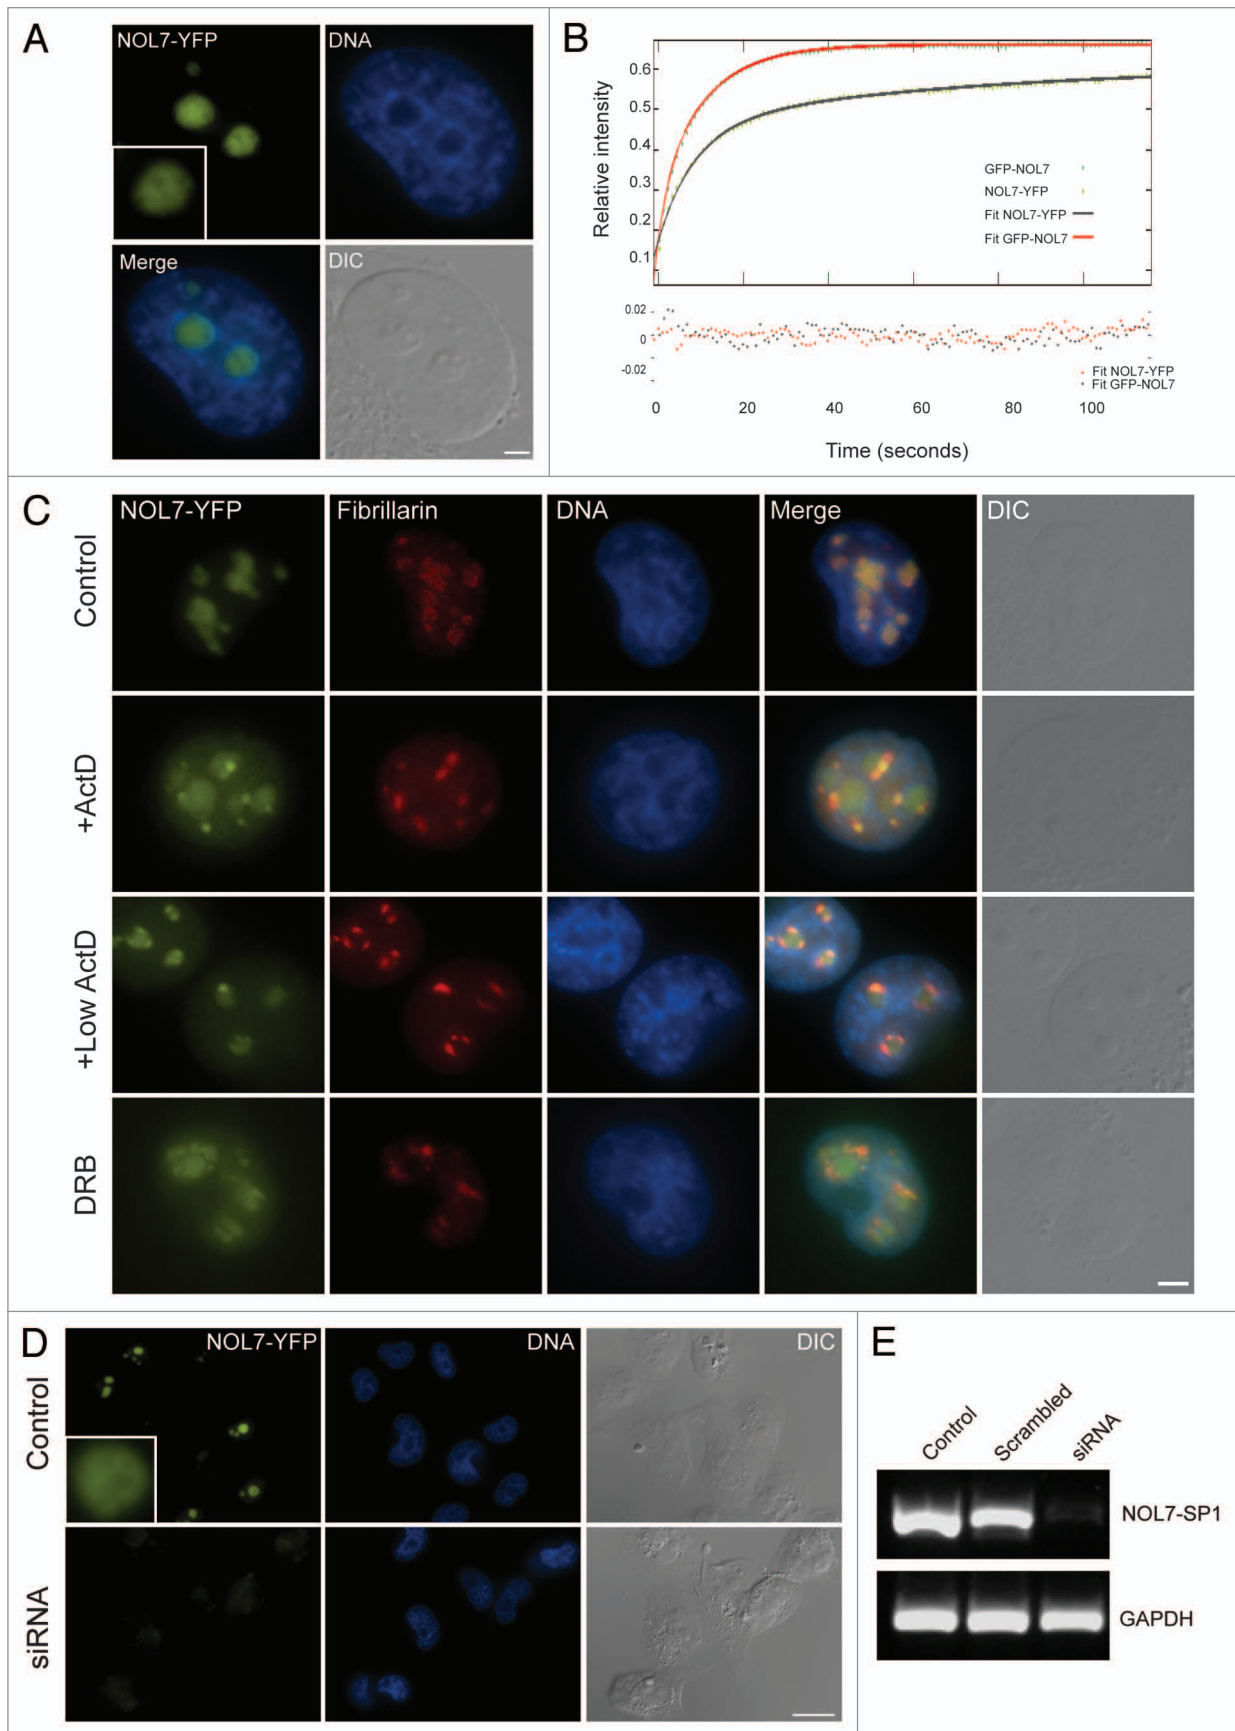 A
NOL7-YFP
DNA
Merge
DIC
B
Relative intensity
0.6
0.5
0.4
0.3
0.2
0.1
GFP-NOL7
NOL7-YFP
Fit NOL7-YFP
Fit GFP-NOL7
0.02
0
-0.02
Fit NOL7-YFP
Fit GFP-NOL7
0 20 40 60 80 100
Time (seconds)
C
NOL7-YFP
Fibrillarin
DNA
Merge
DIC
Control
+ActD
+Low ActD
DRB
D
NOL7-YFP
DNA
DIC
Control
siRNA
E
Control
Scrambled
siRNA
NOL7-SP1
GAPDH